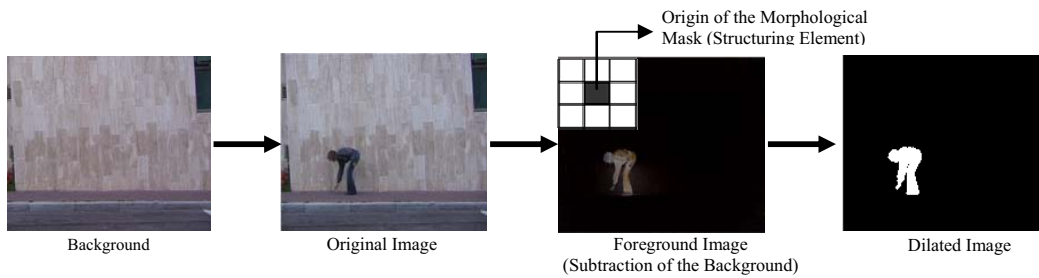 Origin of the Morphological
Mask (Structuring Element)
Background
Original Image
Foreground Image
(Subtraction of the Background)
Dilated Image